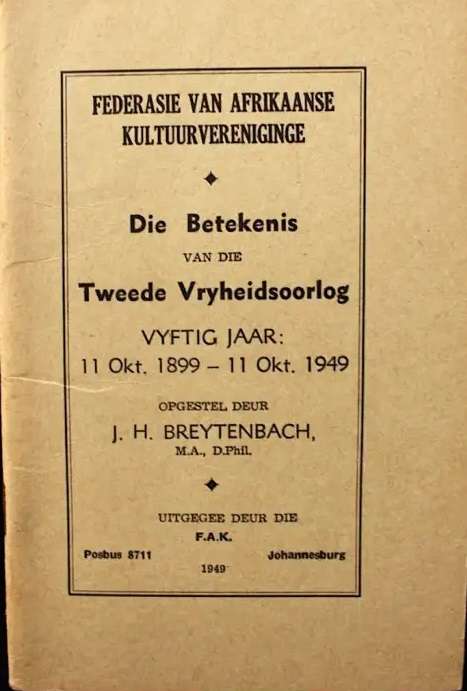 FEDERASIE VAN AFRIKAANSE
KULTUURVERENIGINGE
Die Betekenis
VAN DIE
Tweede Vryheidsoorlog
VYFTIG JAAR:
11 Okt. 1899 - 11 Okt. 1949
OPGESTEL DEUR
J. H. BREYTENBACH,
M.A., D.Phil.
UITGEGEE DEUR DIE
F.A.K.
Posbus 8711 Johannesburg
1949